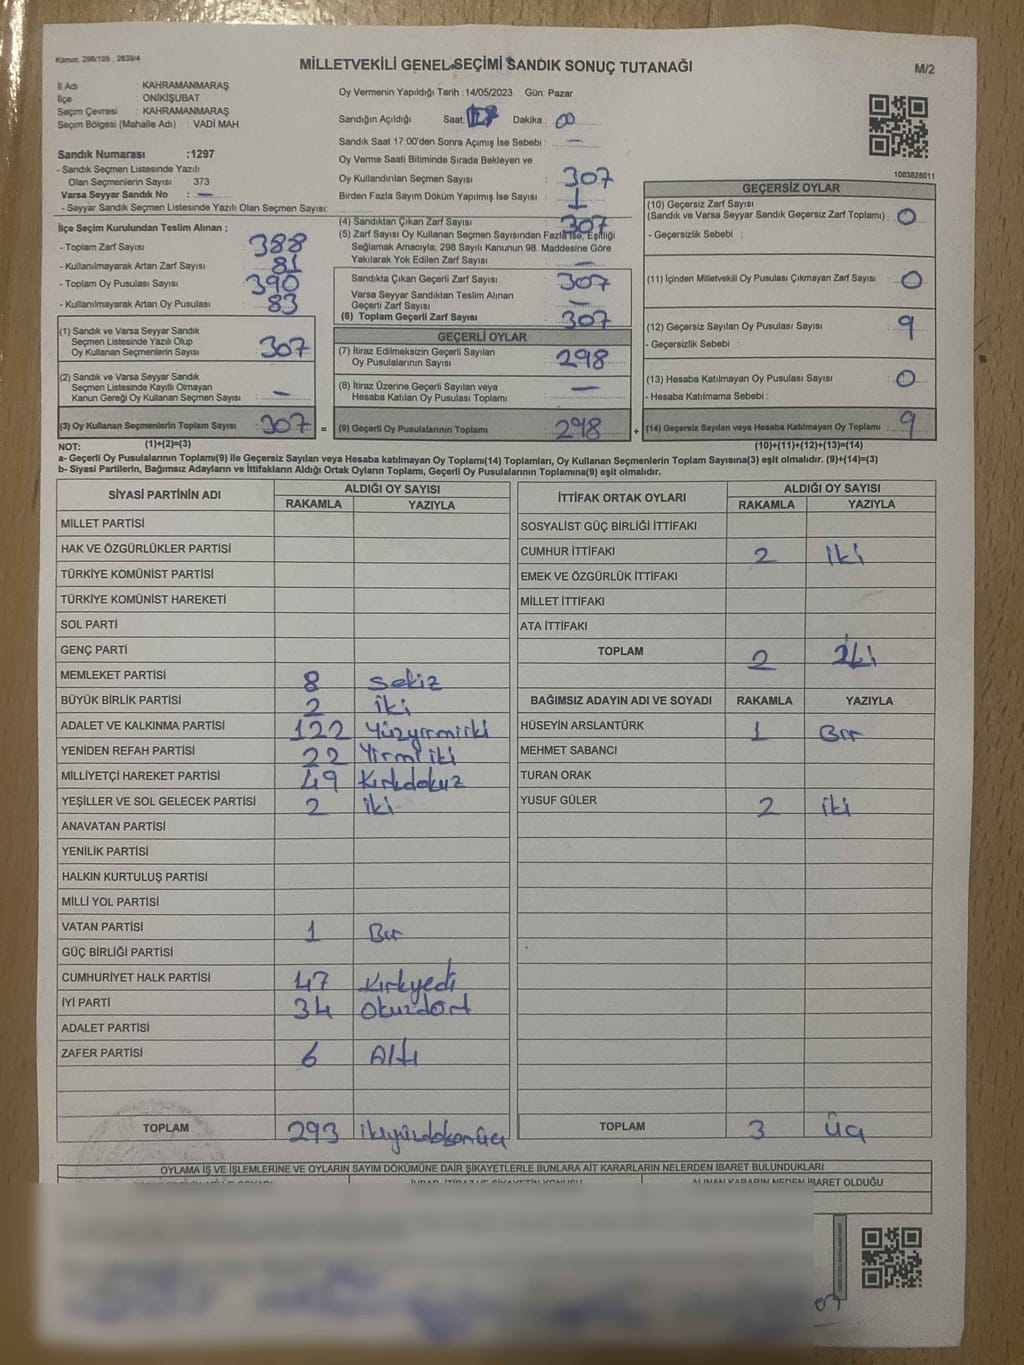 Kanun: 298/105 , 2839/4
MİLLETVEKİLİ GENEL SEÇİMİ SANDIK SONUÇ TUTANAĞI
M/2
İl Adı : KAHRAMANMARAŞ
İlçe : ONİKİŞUBAT
Seçim Çevresi : KAHRAMANMARAŞ
Seçim Bölgesi (Mahalle Adı) : VADİ MAH.
Sandık Numarası :1297
- Sandık Seçmen Listesinde Yazılı
Olan Seçmenlerin Sayısı 373
Varsa Seyyar Sandık No : —
- Seyyar Sandık Seçmen Listesinde Yazılı Olan Seçmen Sayısı:
İlçe Seçim Kurulundan Teslim Alınan ;
- Toplam Zarf Sayısı 388
- Kullanılmayarak Artan Zarf Sayısı 81
- Toplam Oy Pusulası Sayısı 390
- Kullanılmayarak Artan Oy Pusulası 83
Oy Vermenin Yapıldığı Tarih :14/05/2023 Gün: Pazar
Sandığın Açıldığı Saat: Dakika : 00
Sandık Saat 17:00'den Sonra Açımış İse Sebebi : —
Oy Verme Saati Bitiminde Sırada Bekleyen ve
Oy Kullandırılan Seçmen Sayısı : 307
Birden Fazla Sayım Döküm Yapılmış İse Sayısı : 1
(4) Sandıktan Çıkan Zarf Sayısı : 307
(5) Zarf Sayısı Oy Kullanan Seçmen Sayısından Fazla İse, Eşitliği
Sağlamak Amacıyla, 298 Sayılı Kanunun 98. Maddesine Göre
Yakılarak Yok Edilen Zarf Sayısı : —
Sandıkta Çıkan Geçerli Zarf Sayısı : 307
Varsa Seyyar Sandıktan Teslim Alınan
Geçerli Zarf Sayısı : —
(6) Toplam Geçerli Zarf Sayısı : 307
1083828011
GEÇERSİZ OYLAR
(10) Geçersiz Zarf Sayısı
(Sandık ve Varsa Seyyar Sandık Geçersiz Zarf Toplamı) : 0
- Geçersizlik Sebebi :
(11) İçinden Milletvekili Oy Pusulası Çıkmayan Zarf Sayısı : 0
(12) Geçersiz Sayılan Oy Pusulası Sayısı : 9
- Geçersizlik Sebebi :
(13) Hesaba Katılmayan Oy Pusulası Sayısı : 0
- Hesaba Katılmama Sebebi :
(14) Geçersiz Sayılan veya Hesaba Katılmayan Oy Toplamı : 9
(10)+(11)+(12)+(13)=(14)
(1) Sandık ve Varsa Seyyar Sandık
Seçmen Listesinde Yazılı Olup
Oy Kullanan Seçmenlerin Sayısı : 307
(2) Sandık ve Varsa Seyyar Sandık
Seçmen Listesinde Kayıtlı Olmayan
Kanun Gereği Oy Kullanan Seçmen Sayısı : —
(3) Oy Kullanan Seçmenlerin Toplam Sayısı : 307 =
(1)+(2)=(3)
GEÇERLİ OYLAR
(7) İtiraz Edilmeksizin Geçerli Sayılan
Oy Pusulalarının Sayısı : 298
(8) İtiraz Üzerine Geçerli Sayılan veya
Hesaba Katılan Oy Pusulası Toplamı : —
(9) Geçerli Oy Pusulalarının Toplamı : 298 +
NOT:
a- Geçerli Oy Pusulalarının Toplamı(9) ile Geçersiz Sayılan veya Hesaba katılmayan Oy Toplamı(14) Toplamları, Oy Kullanan Seçmenlerin Toplam Sayısına(3) eşit olmalıdır. (9)+(14)=(3)
b- Siyasi Partilerin, Bağımsız Adayların ve İttifakların Aldığı Ortak Oyların Toplamı, Geçerli Oy Pusulalarının Toplamına(9) eşit olmalıdır.
SİYASİ PARTİNİN ADI ALDIĞI OY SAYISI
RAKAMLA YAZIYLA
MİLLET PARTİSİ
HAK VE ÖZGÜRLÜKLER PARTİSİ
TÜRKİYE KOMÜNİST PARTİSİ
TÜRKİYE KOMÜNİST HAREKETİ
SOL PARTİ
GENÇ PARTİ
MEMLEKET PARTİSİ 8 sekiz
BÜYÜK BİRLİK PARTİSİ 2 iki
ADALET VE KALKINMA PARTİSİ 122 Yüzyirmiiki
YENİDEN REFAH PARTİSİ 22 Yirmi iki
MİLLİYETÇİ HAREKET PARTİSİ 49 Kırkdokuz
YEŞİLLER VE SOL GELECEK PARTİSİ 2 iki
ANAVATAN PARTİSİ
YENİLİK PARTİSİ
HALKIN KURTULUŞ PARTİSİ
MİLLİ YOL PARTİSİ
VATAN PARTİSİ 1 Bir
GÜÇ BİRLİĞİ PARTİSİ
CUMHURİYET HALK PARTİSİ 47 Kırkyedi
İYİ PARTİ 34 Otuzdört
ADALET PARTİSİ
ZAFER PARTİSİ 6 Altı
TOPLAM 293 ikiyüzdoksanüç
İTTİFAK ORTAK OYLARI ALDIĞI OY SAYISI
RAKAMLA YAZIYLA
SOSYALİST GÜÇ BİRLİĞİ İTTİFAKI
CUMHUR İTTİFAKI 2 iki
EMEK VE ÖZGÜRLÜK İTTİFAKI
MİLLET İTTİFAKI
ATA İTTİFAKI
TOPLAM 2 iki
BAĞIMSIZ ADAYIN ADI VE SOYADI RAKAMLA YAZIYLA
HÜSEYİN ARSLANTÜRK 1 Bir
MEHMET SABANCI
TURAN ORAK
YUSUF GÜLER 2 iki
TOPLAM 3 üç
OYLAMA İŞ VE İŞLEMLERİNE VE OYLARIN SAYIM DÖKÜMÜNE DAİR ŞİKAYETLERLE BUNLARA AİT KARARLARIN NELERDEN İBARET BULUNDUKLARI
ALINAN KARARIN NEDEN İBARET OLDUĞU